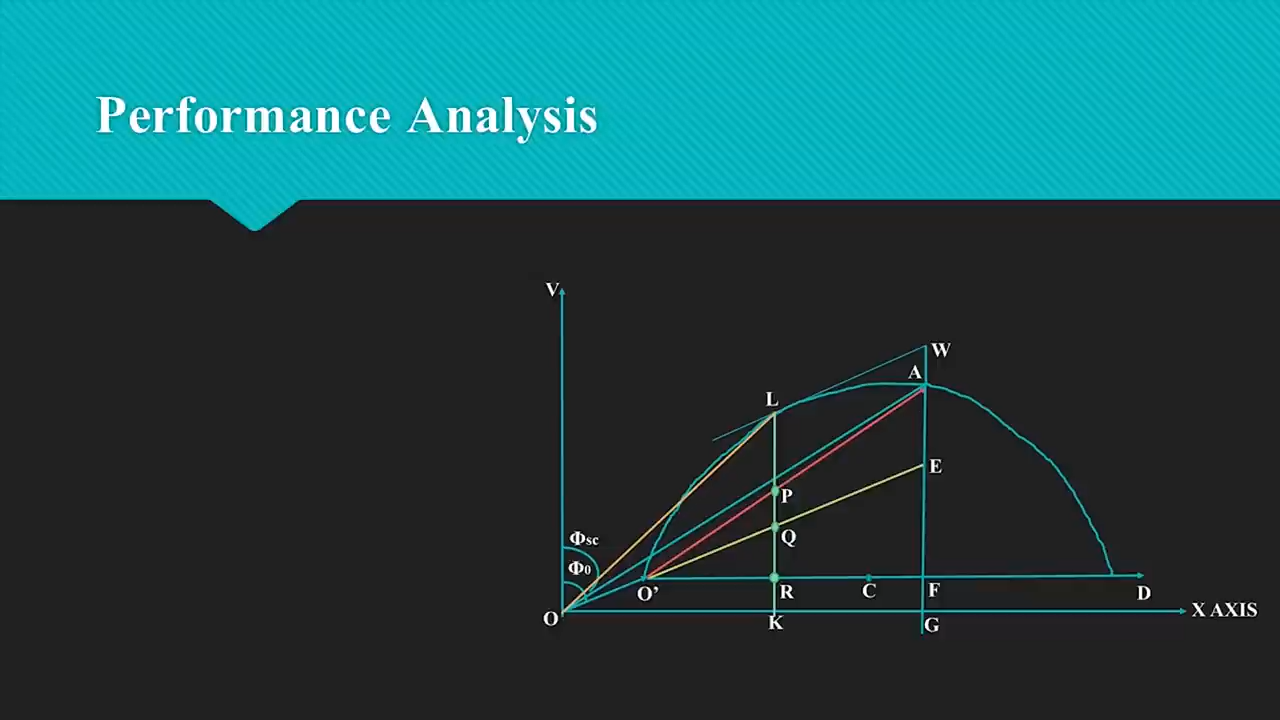 Performance Analysis
V
W
A
L
E
P
Q
Φsc
Φ0
O'
R
C
F
D
O
K
G
X AXIS